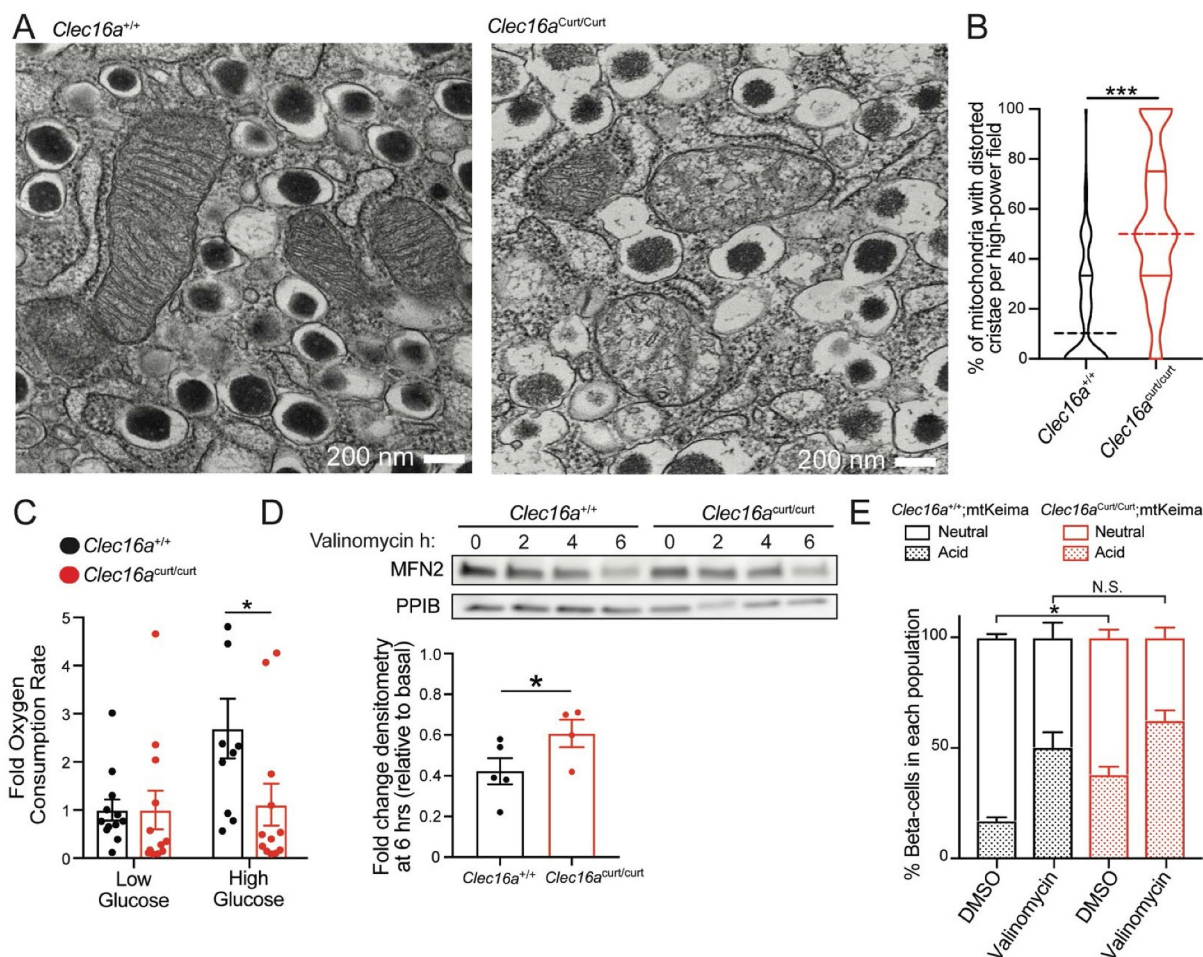 A
Clec16a+/+
Clec16aCurt/Curt
200 nm
200 nm
B
***
% of mitochondria with distorted
cristae per high-power field
100
80
60
40
20
0
Clec16a+/+
Clec16acurt/curt
C
Clec16a+/+
Clec16acurt/curt
*
Fold Oxygen
Consumption Rate
5
4
3
2
1
0
Low
Glucose
High
Glucose
D
Clec16a+/+
Clec16acurt/curt
Valinomycin h: 0 2 4 6 0 2 4 6
MFN2
PPIB
Fold change densitometry
at 6 hrs (relative to basal)
1.0
0.8
0.6
0.4
0.2
0
*
Clec16a+/+
Clec16acurt/curt
E
Clec16a+/+;mtKeima
Neutral
Acid
Clec16aCurt/Curt;mtKeima
Neutral
Acid
N.S.
*
% Beta-cells in each population
100
50
0
DMSO
Valinomycin
DMSO
Valinomycin